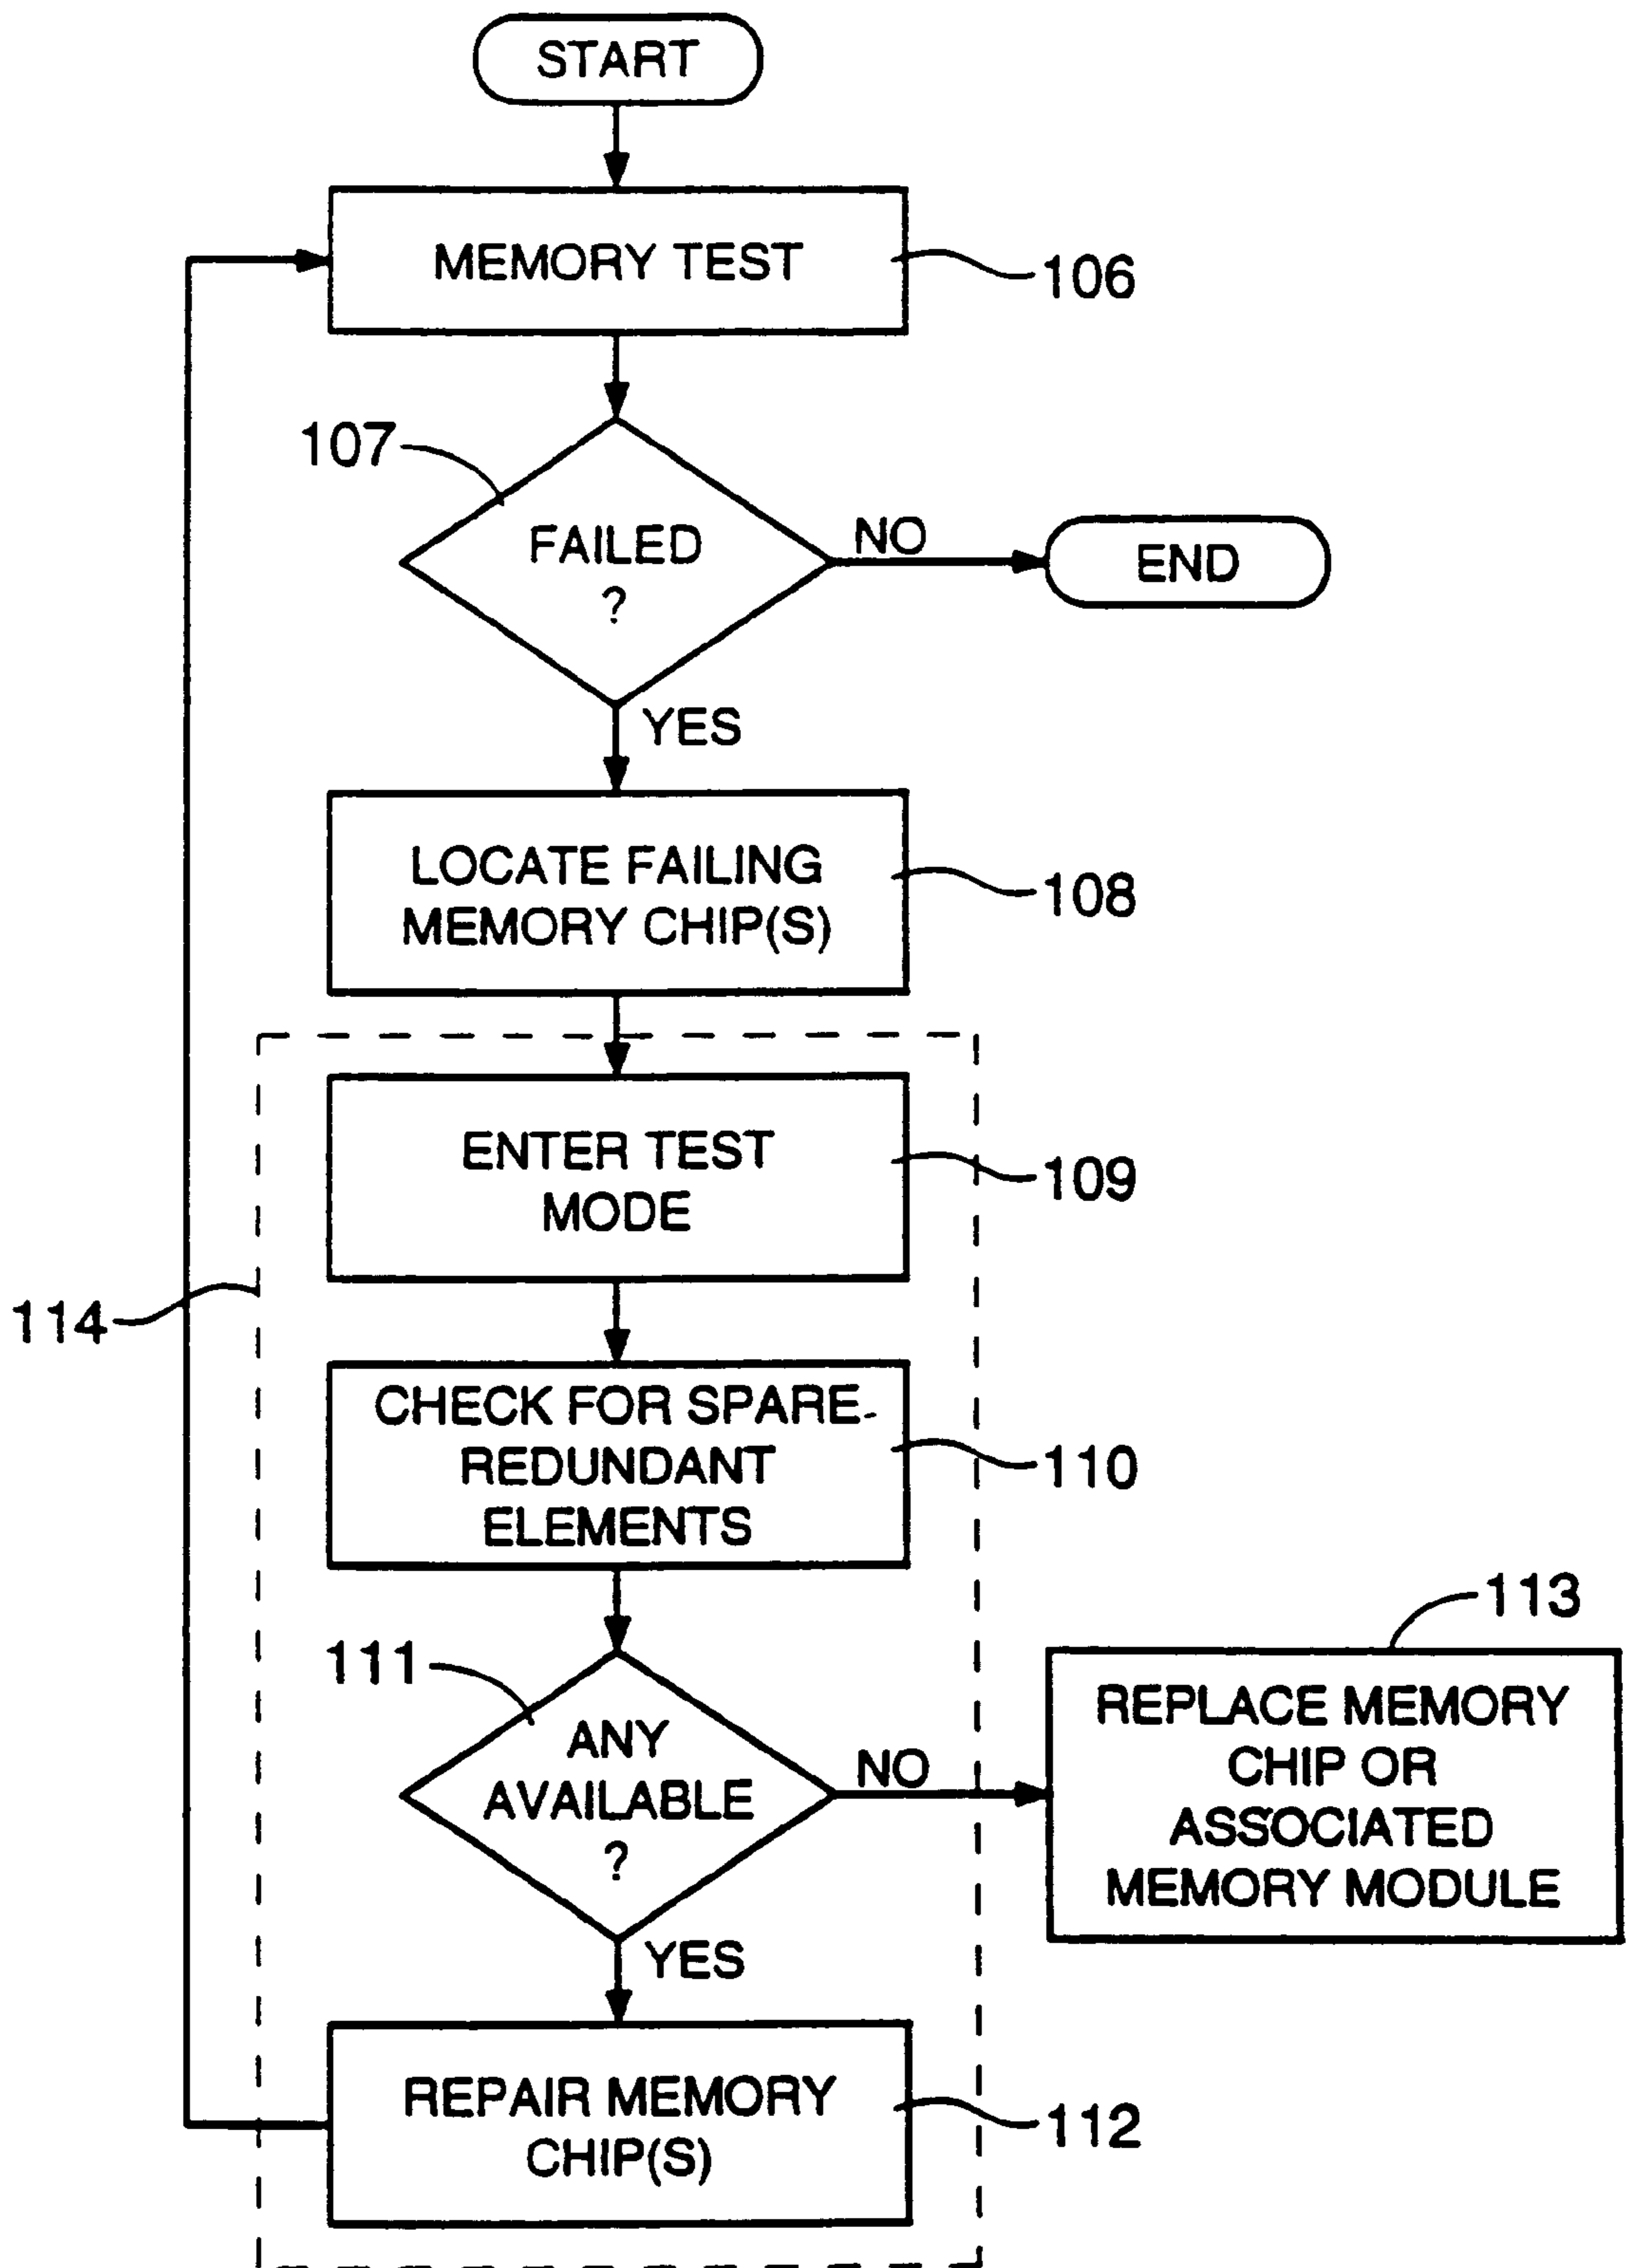 START
MEMORY TEST
106
107
FAILED
?
NO
END
YES
LOCATE FAILING
MEMORY CHIP(S)
108
ENTER TEST
MODE
109
114
CHECK FOR SPARE
REDUNDANT
ELEMENTS
110
113
111
ANY
AVAILABLE
?
NO
REPLACE MEMORY
CHIP OR
ASSOCIATED
MEMORY MODULE
YES
REPAIR MEMORY
CHIP(S)
112